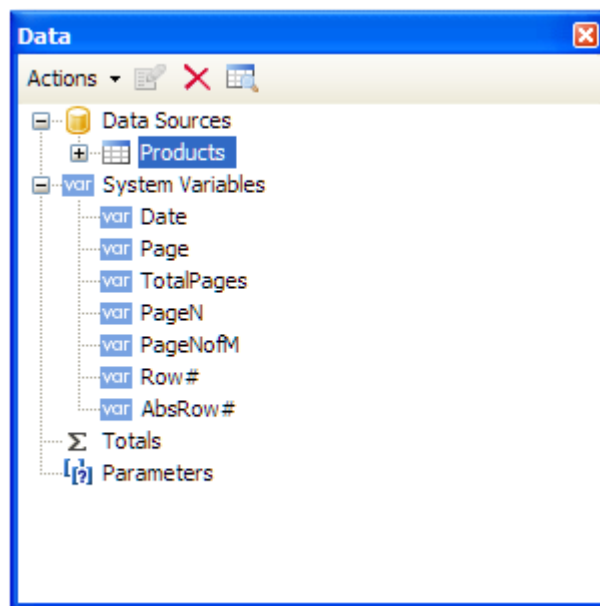 Data
Actions
Data Sources
Products
var System Variables
var Date
var Page
var TotalPages
var PageN
var PageNofM
var Row#
var AbsRow#
Σ Totals
[?] Parameters